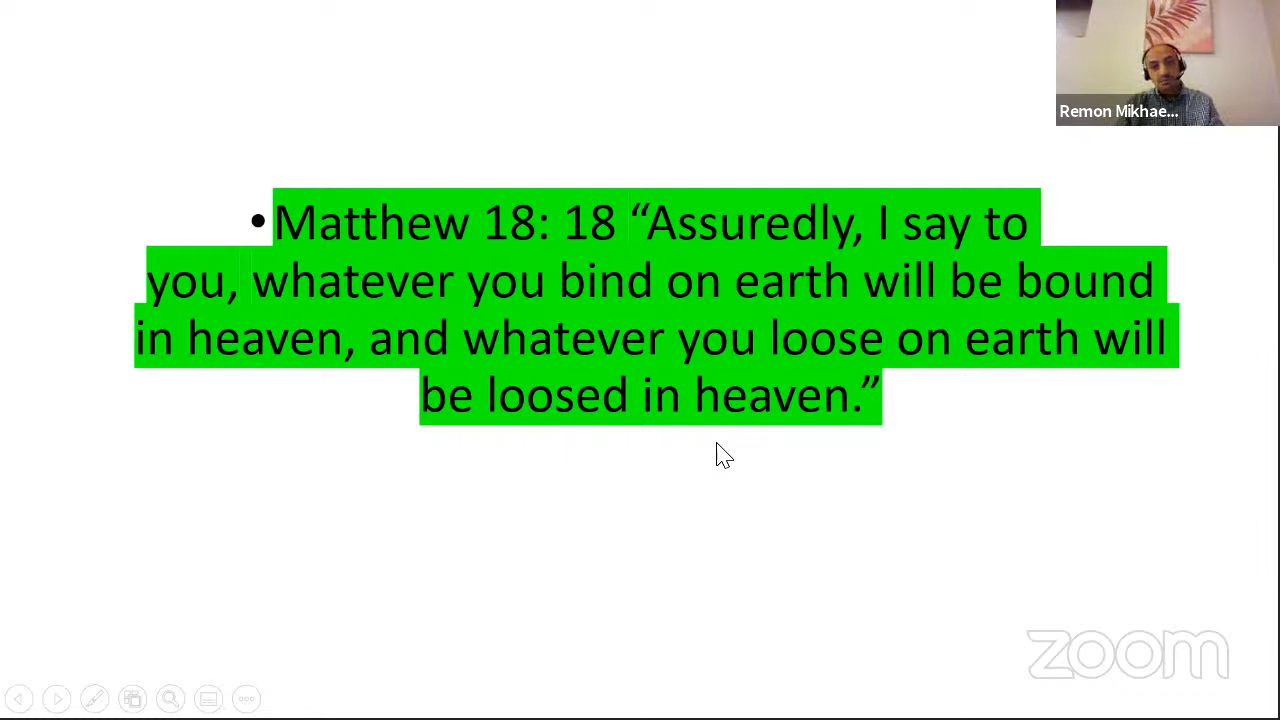 Remon Mikhae...
• Matthew 18: 18 “Assuredly, I say to
you, whatever you bind on earth will be bound
in heaven, and whatever you loose on earth will
be loosed in heaven.”
zoom